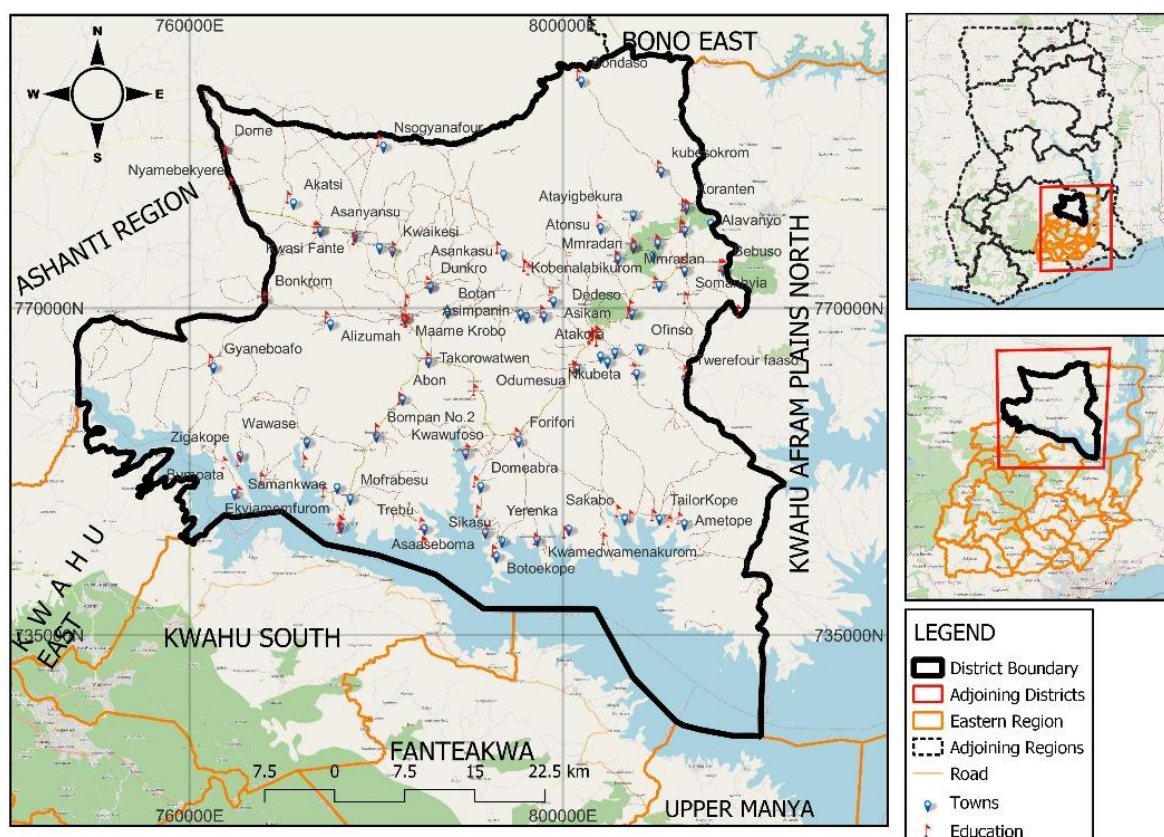 760000E
800000E
N
W
E
S
BONO EAST
Bondaso
Dome
Nsogyanafour
Nyamebekyere
kubesokrom
ASHANTI REGION
Akatsi
Atayigbekura
Koranten
Asanyansu
Atonsu
Alavanyo
Kwasi Fante
Kwaikesi
Asankasu
Mmradan
Mmradan
Bebuso
Dunkro
Kobenalabikurom
Bonkrom
Botan
Dedeso
Somanhyia
770000N
770000N
Asimpanin
Asikam
Alizumah
Maame Krobo
Atakora
Ofinso
Gyaneboafo
Takorowatwen
Twerefour faaso
Abon
Odumesua
Nkubeta
KWAHU AFRAM PLAINS NORTH
Wawase
Bompan No.2
Forifori
Zigakope
Kwawufoso
Domeabra
Bumpata
Samankwae
Mofrabesu
Sakabo
TailorKope
Ekyiamemfurom
Trebu
Sikasu
Yerenka
Ametope
Asaaseboma
Kwamedwamenakurom
Botoekope
KWAHU
EAST
735000N
735000N
KWAHU SOUTH
FANTEAKWA
7.5
0
7.5
15
22.5 km
UPPER MANYA
760000E
800000E
LEGEND
District Boundary
Adjoining Districts
Eastern Region
Adjoining Regions
Road
Towns
Education